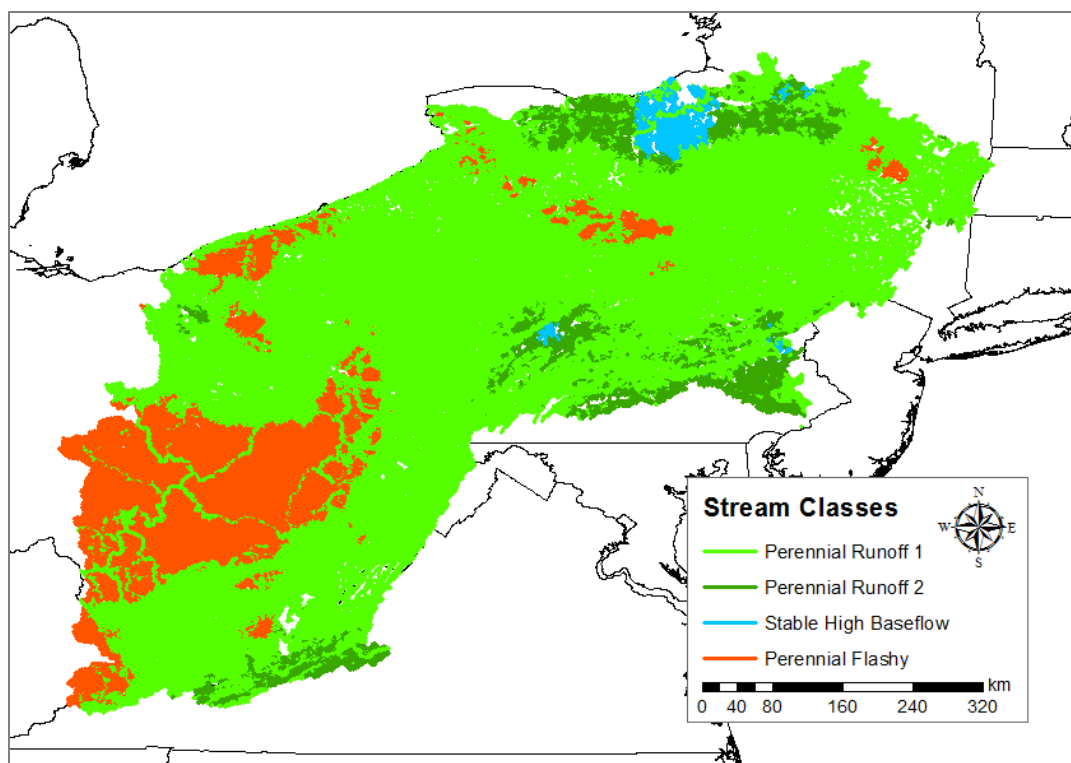 Stream Classes
N
W E
S
Perennial Runoff 1
Perennial Runoff 2
Stable High Baseflow
Perennial Flashy
km
0 40 80 160 240 320